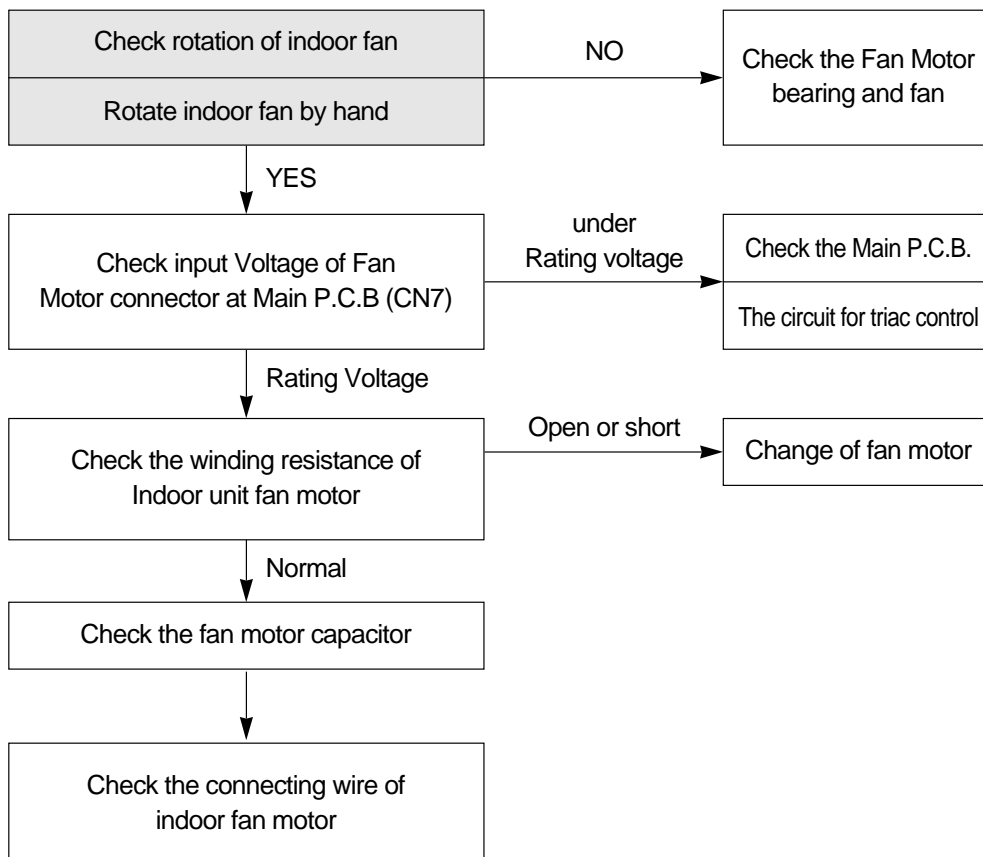 Check rotation of indoor fan
NO
Check the Fan Motor
bearing and fan
Rotate indoor fan by hand
YES
Check input Voltage of Fan
Motor connector at Main P.C.B (CN7)
under
Rating voltage
Check the Main P.C.B.
The circuit for triac control
Rating Voltage
Check the winding resistance of
Indoor unit fan motor
Open or short
Change of fan motor
Normal
Check the fan motor capacitor
Check the connecting wire of
indoor fan motor